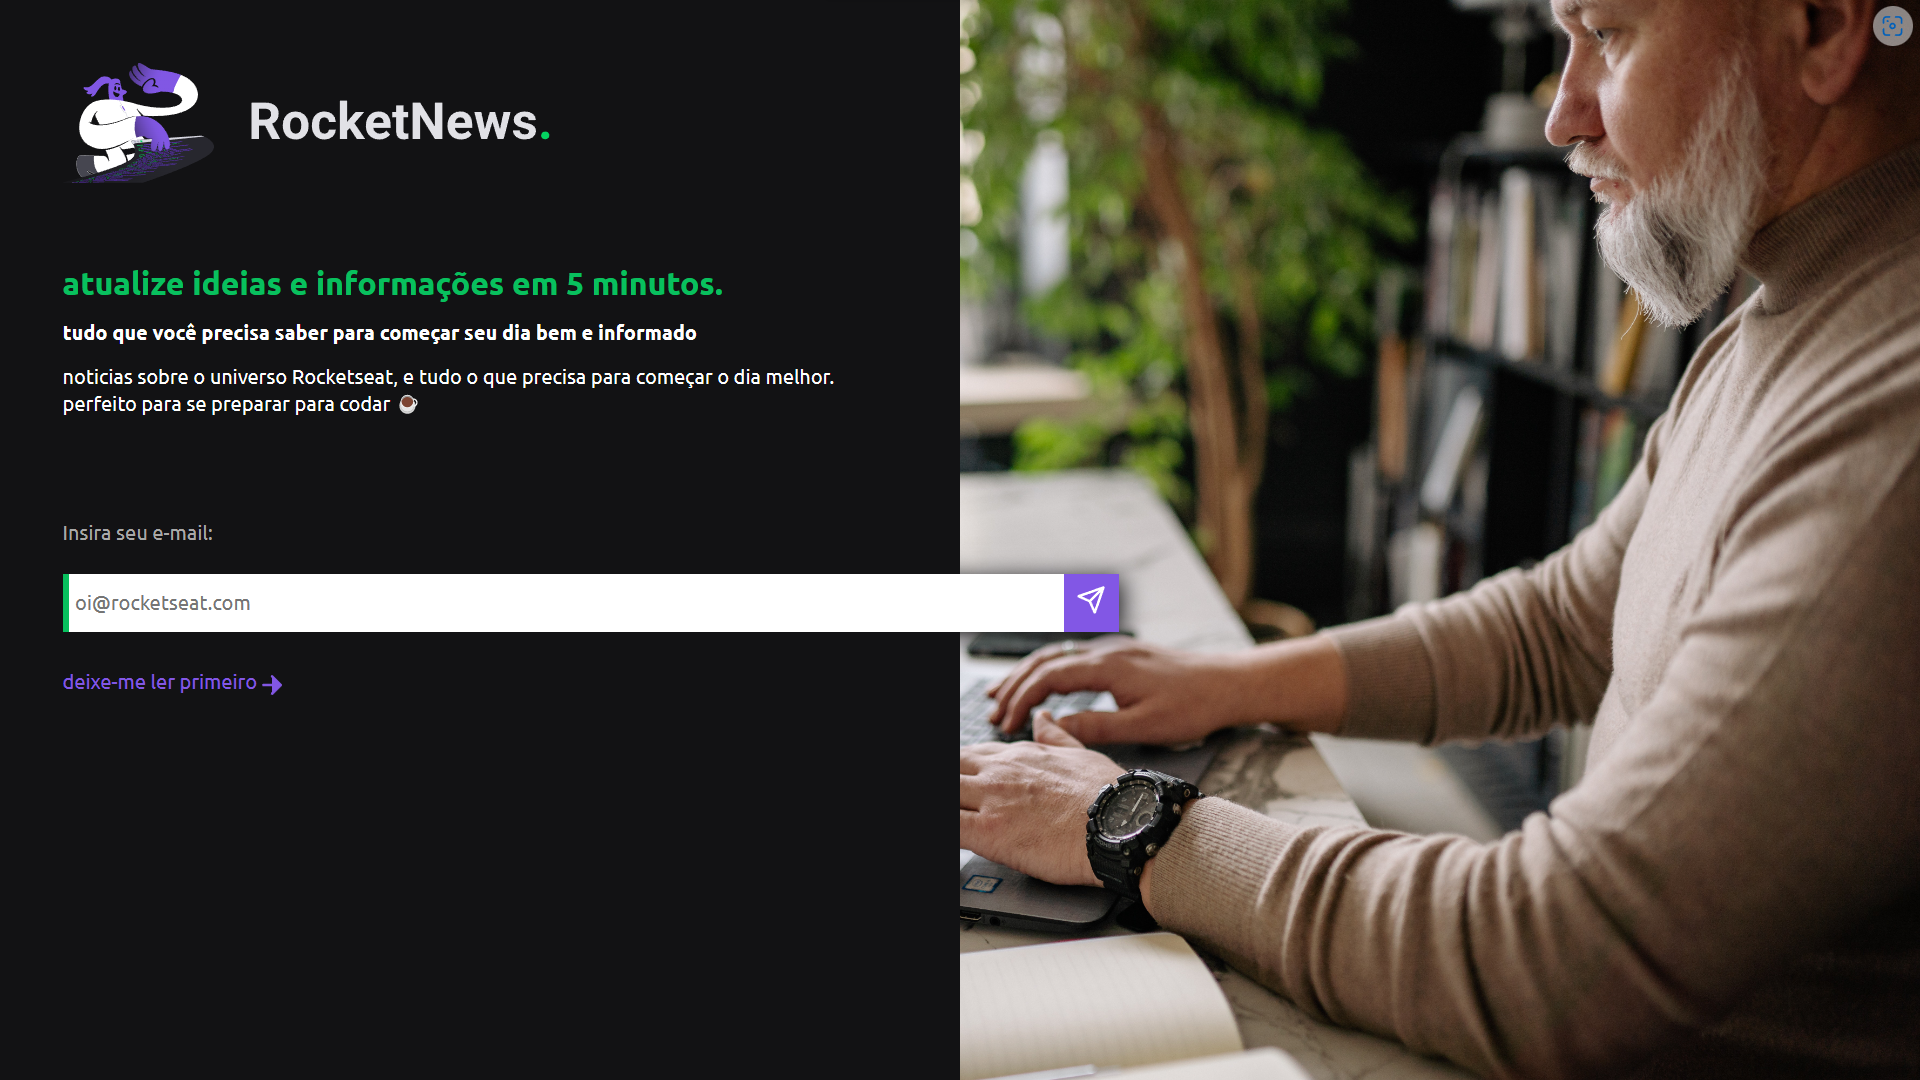 RocketNews.
atualize ideias e informações em 5 minutos.
tudo que você precisa saber para começar seu dia bem e informado
noticias sobre o universo Rocketseat, e tudo o que precisa para começar o dia melhor.
perfeito para se preparar para codar ☕
Insira seu e-mail:
oi@rocketseat.com
deixe-me ler primeiro